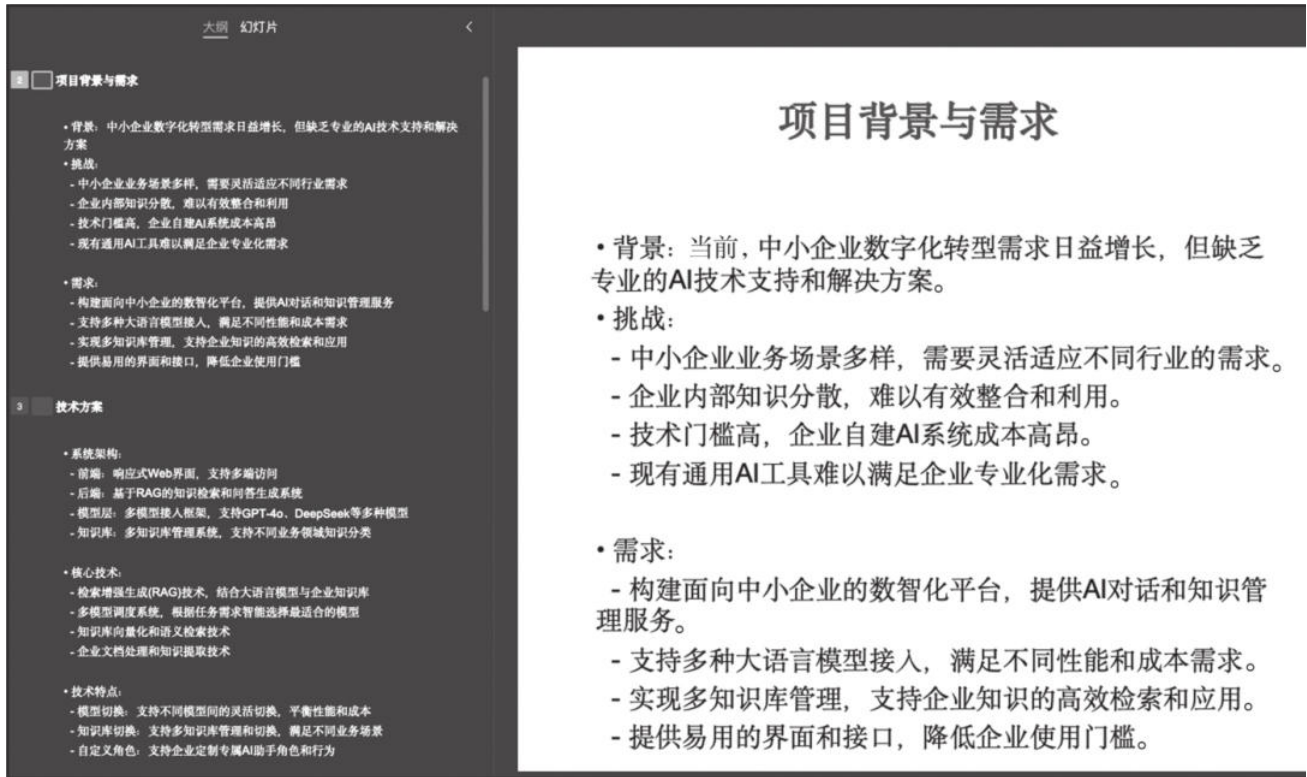 大纲 幻灯片
2 项目背景与需求
• 背景：中小企业数字化转型需求日益增长，但缺乏专业的AI技术支持和解决
方案
• 挑战：
- 中小企业业务场景多样，需要灵活适应不同行业需求
- 企业内部知识分散，难以有效整合和利用
- 技术门槛高，企业自建AI系统成本高昂
- 现有通用AI工具难以满足企业专业化需求
• 需求：
- 构建面向中小企业的数智化平台，提供AI对话和知识管理服务
- 支持多种大语言模型接入，满足不同性能和成本需求
- 实现多知识库管理，支持企业知识的高效检索和应用
- 提供易用的界面和接口，降低企业使用门槛
3 技术方案
• 系统架构：
- 前端：响应式Web界面，支持多端访问
- 后端：基于RAG的知识检索和问答生成系统
- 模型层：多模型接入框架，支持GPT-4o、DeepSeek等多种模型
- 知识库：多知识库管理系统，支持不同业务领域知识分类
• 核心技术：
- 检索增强生成(RAG)技术，结合大语言模型与企业知识库
- 多模型调度系统，根据任务需求智能选择最适合的模型
- 知识库向量化和语义检索技术
- 企业文档处理和知识提取技术
• 技术特点：
- 模型切换：支持不同模型间的灵活切换，平衡性能和成本
- 知识库切换：支持多知识库管理和切换，满足不同业务场景
- 自定义角色：支持企业定制专属AI助手角色和行为
项目背景与需求
• 背景：当前，中小企业数字化转型需求日益增长，但缺乏
专业的AI技术支持和解决方案。
• 挑战：
- 中小企业业务场景多样，需要灵活适应不同行业的需求。
- 企业内部知识分散，难以有效整合和利用。
- 技术门槛高，企业自建AI系统成本高昂。
- 现有通用AI工具难以满足企业专业化需求。
• 需求：
- 构建面向中小企业的数智化平台，提供AI对话和知识管
理服务。
- 支持多种大语言模型接入，满足不同性能和成本需求。
- 实现多知识库管理，支持企业知识的高效检索和应用。
- 提供易用的界面和接口，降低企业使用门槛。